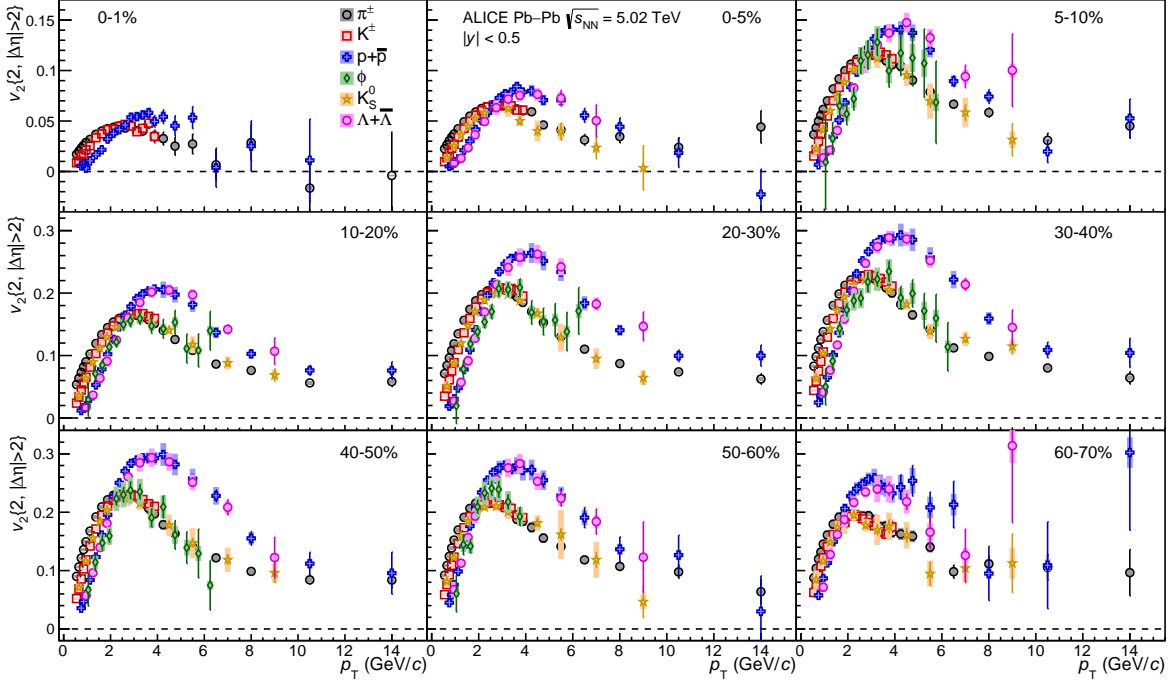 v₂{2, |Δη|>2}
0.15
0.1
0.05
0
0-1%
π±
K±
p+p̅
ϕ
K⁰S
Λ+Λ̅
ALICE Pb–Pb √sNN = 5.02 TeV
|y| < 0.5
0-5%
5-10%
v₂{2, |Δη|>2}
0.3
0.2
0.1
0
10-20%
20-30%
30-40%
v₂{2, |Δη|>2}
0.3
0.2
0.1
0
40-50%
50-60%
60-70%
0 2 4 6 8 10 12 14
pT (GeV/c)
0 2 4 6 8 10 12 14
pT (GeV/c)
0 2 4 6 8 10 12 14
pT (GeV/c)